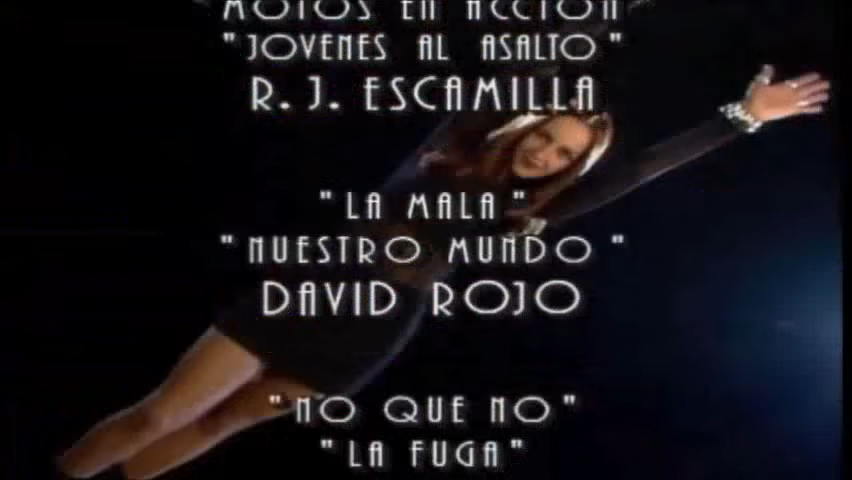 MOTOS EN ACCION
"JOVENES AL ASALTO"
R. J. ESCAMILLA
"LA MALA"
"NUESTRO MUNDO"
DAVID ROJO
"NO QUE NO"
"LA FUGA"